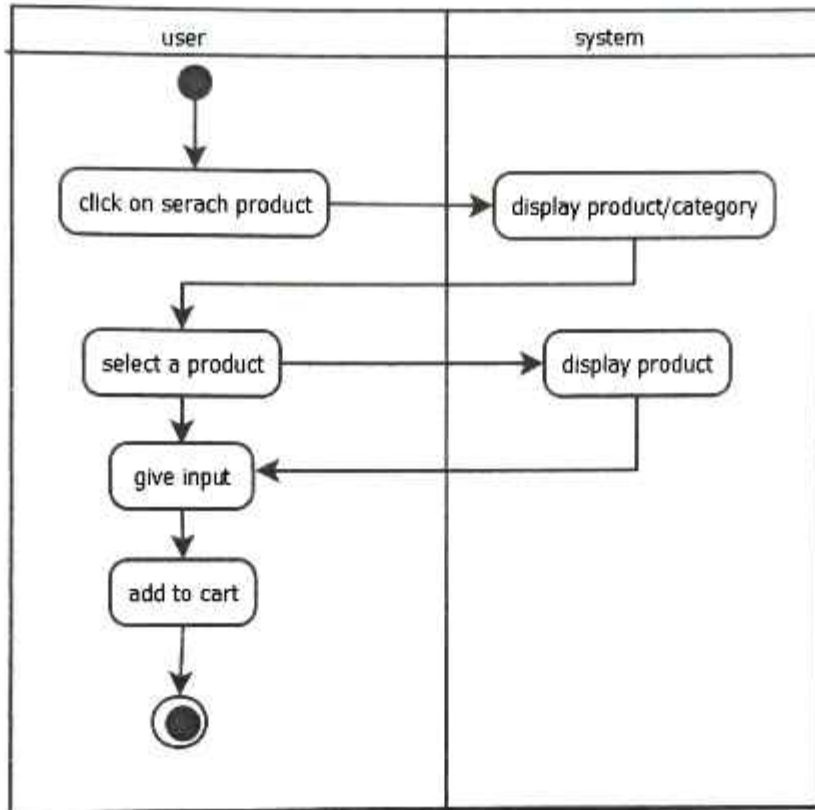 user
system
click on serach product
display product/category
select a product
display product
give input
add to cart